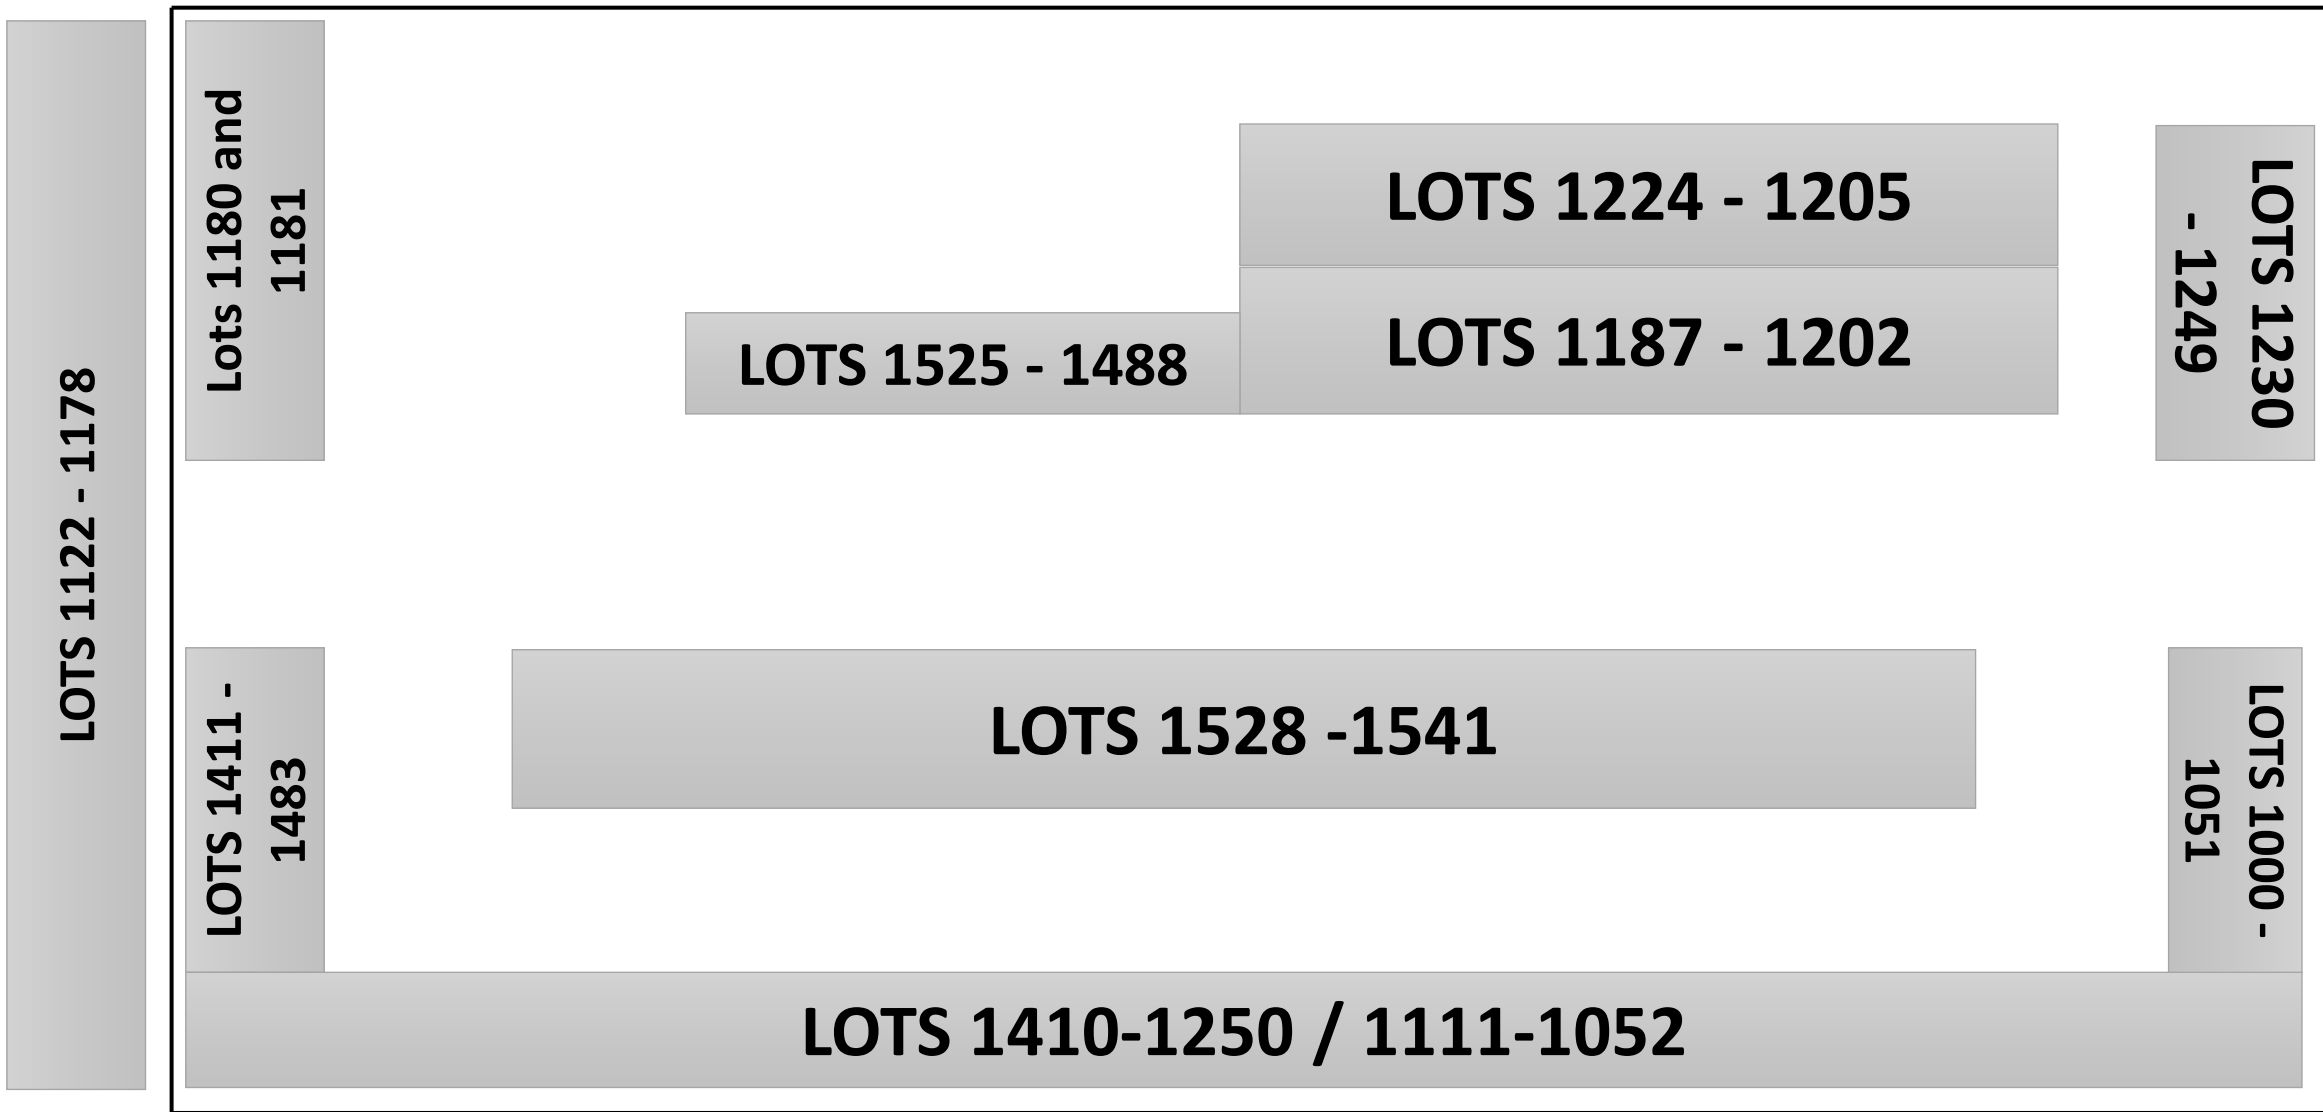 LOTS 1122 - 1178
Lots 1180 and
1181
LOTS 1224 - 1205
LOTS 1187 - 1202
LOTS 1525 - 1488
LOTS 1230
- 1249
LOTS 1411 -
1483
LOTS 1528 -1541
LOTS 1000 -
1051
LOTS 1410-1250 / 1111-1052